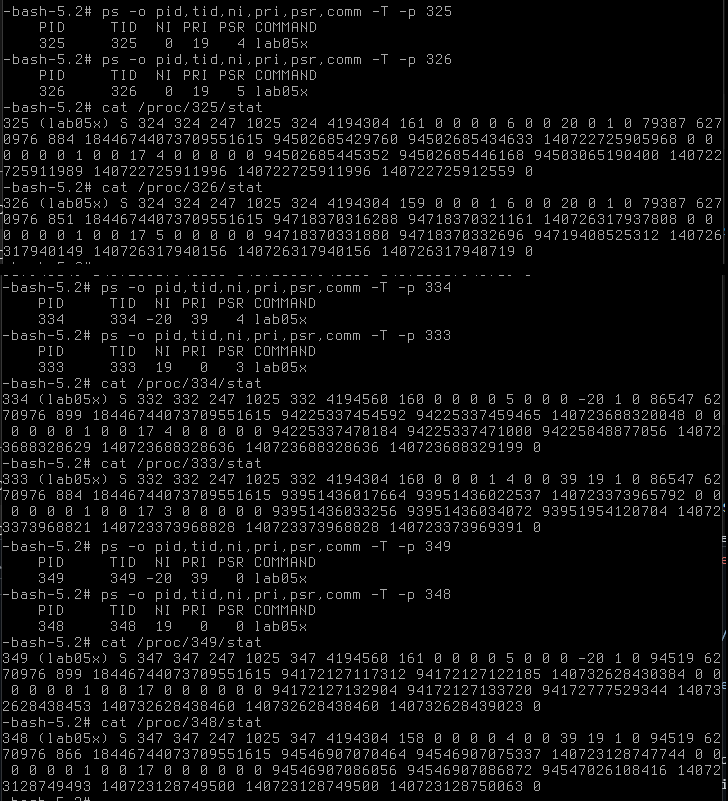 -bash-5.2# ps -o pid,tid,ni,pri,psr,comm -T -p 325
PID TID NI PRI PSR COMMAND
325 325 0 19 4 lab05x
-bash-5.2# ps -o pid,tid,ni,pri,psr,comm -T -p 326
PID TID NI PRI PSR COMMAND
326 326 0 19 5 lab05x
-bash-5.2# cat /proc/325/stat
325 (lab05x) S 324 324 247 1025 324 4194304 161 0 0 0 0 6 0 0 20 0 1 0 79387 627
0976 884 18446744073709551615 94502685429760 94502685434633 140722725905968 0 0
0 0 0 0 1 0 0 17 4 0 0 0 0 0 94502685445352 94502685446168 94503065190400 140722
725911989 140722725911996 140722725911996 140722725912559 0
-bash-5.2# cat /proc/326/stat
326 (lab05x) S 324 324 247 1025 324 4194304 159 0 0 0 1 6 0 0 20 0 1 0 79387 627
0976 851 18446744073709551615 94718370316288 94718370321161 140726317937808 0 0
0 0 0 0 1 0 0 17 5 0 0 0 0 0 94718370331880 94718370332696 94719408525312 140726
317940149 140726317940156 140726317940156 140726317940719 0
-bash-5.2# ps -o pid,tid,ni,pri,psr,comm -T -p 334
PID TID NI PRI PSR COMMAND
334 334 -20 39 4 lab05x
-bash-5.2# ps -o pid,tid,ni,pri,psr,comm -T -p 333
PID TID NI PRI PSR COMMAND
333 333 19 0 3 lab05x
-bash-5.2# cat /proc/334/stat
334 (lab05x) S 332 332 247 1025 332 4194560 160 0 0 0 0 5 0 0 0 -20 1 0 86547 62
70976 899 18446744073709551615 94225337454592 94225337459465 140723688320048 0 0
0 0 0 0 1 0 0 17 4 0 0 0 0 0 94225337470184 94225337471000 94225848877056 14072
3688328629 140723688328636 140723688328636 140723688329199 0
-bash-5.2# cat /proc/333/stat
333 (lab05x) S 332 332 247 1025 332 4194304 160 0 0 0 1 4 0 0 39 19 1 0 86547 62
70976 884 18446744073709551615 93951436017664 93951436022537 140723373965792 0 0
0 0 0 0 1 0 0 17 3 0 0 0 0 0 93951436033256 93951436034072 93951954120704 14072
3373968821 140723373968828 140723373968828 140723373969391 0
-bash-5.2# ps -o pid,tid,ni,pri,psr,comm -T -p 349
PID TID NI PRI PSR COMMAND
349 349 -20 39 0 lab05x
-bash-5.2# ps -o pid,tid,ni,pri,psr,comm -T -p 348
PID TID NI PRI PSR COMMAND
348 348 19 0 0 lab05x
-bash-5.2# cat /proc/349/stat
349 (lab05x) S 347 347 247 1025 347 4194560 161 0 0 0 0 5 0 0 0 -20 1 0 94519 62
70976 899 18446744073709551615 94172127117312 94172127122185 140732628430384 0 0
0 0 0 0 1 0 0 17 0 0 0 0 0 0 94172127132904 94172127133720 94172777529344 14073
2628438453 140732628438460 140732628438460 140732628439023 0
-bash-5.2# cat /proc/348/stat
348 (lab05x) S 347 347 247 1025 347 4194304 158 0 0 0 0 4 0 0 39 19 1 0 94519 62
70976 866 18446744073709551615 94546907070464 94546907075337 140723128747744 0 0
0 0 0 0 1 0 0 17 0 0 0 0 0 0 94546907086056 94546907086872 94547026108416 14072
3128749493 140723128749500 140723128749500 140723128750063 0
-bash-5.2#